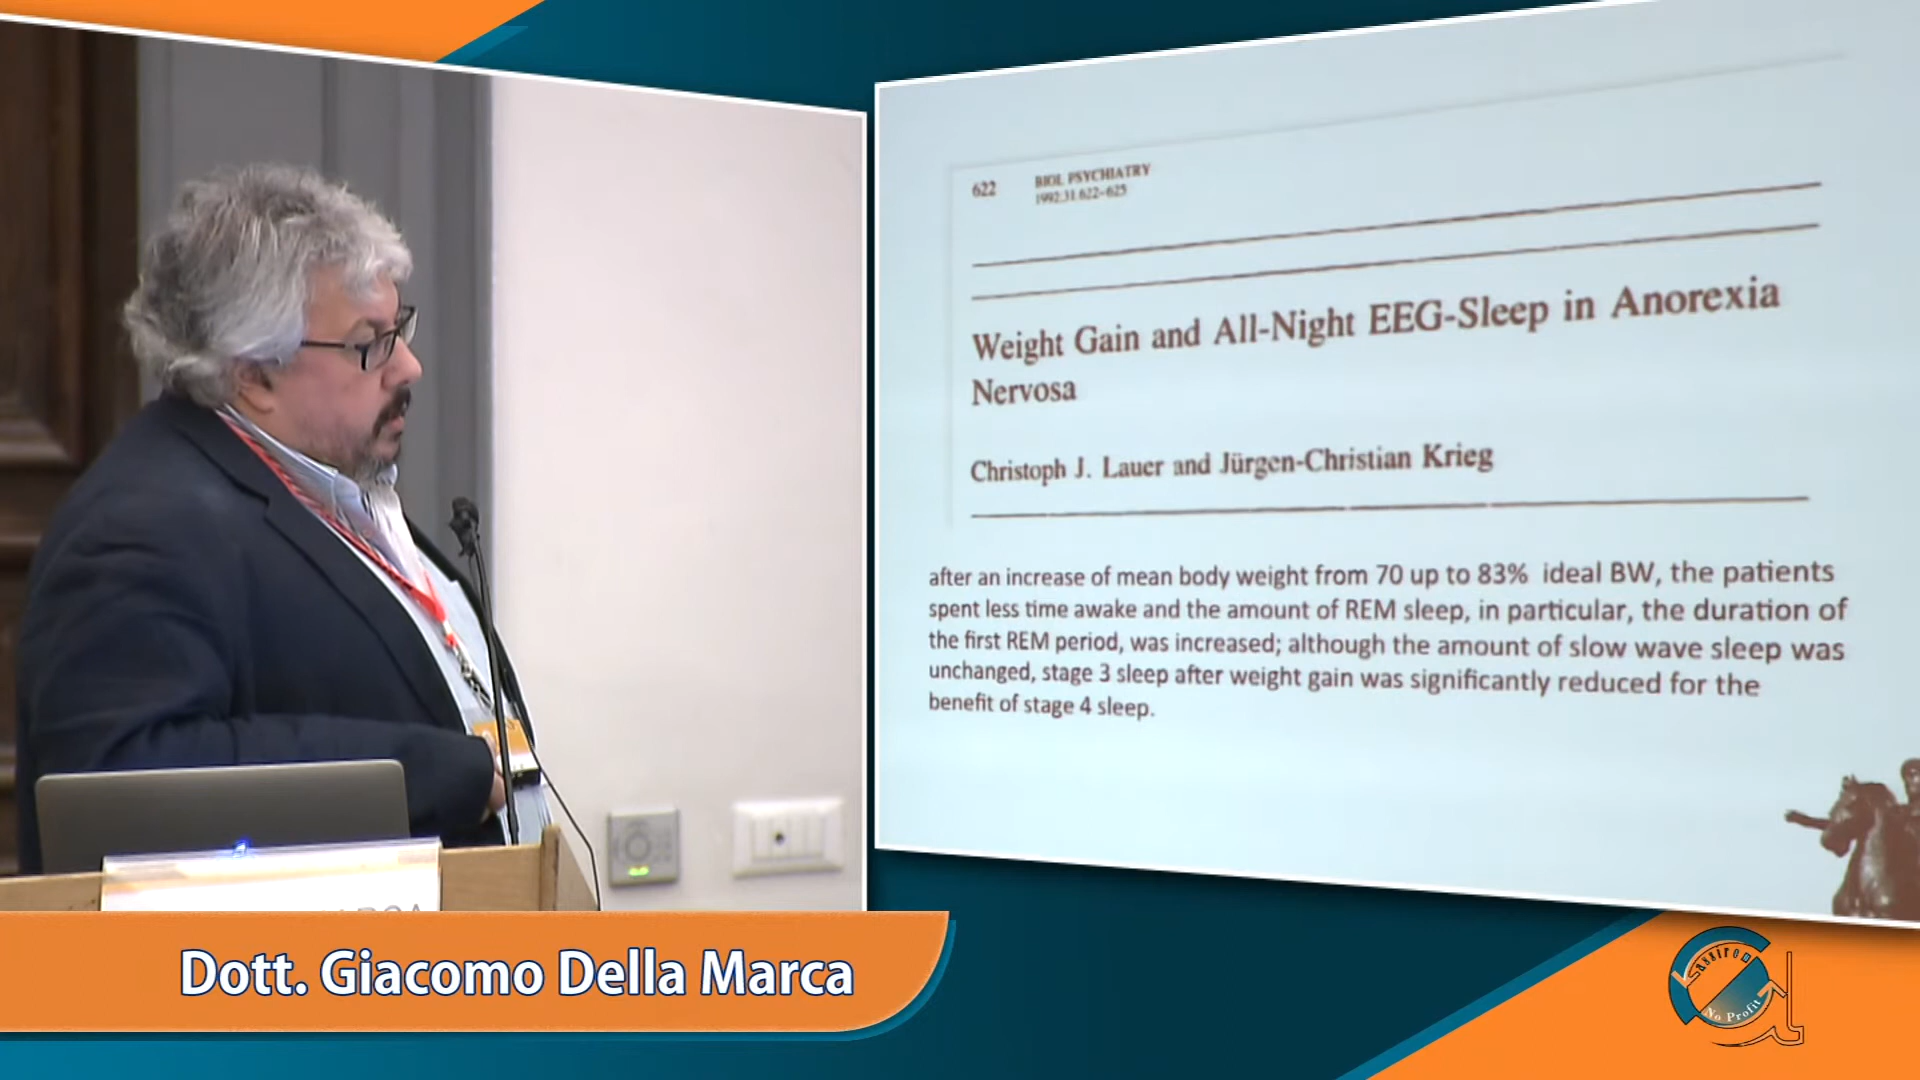 622 BIOL PSYCHIATRY
1992;31:622–625
Weight Gain and All-Night EEG-Sleep in Anorexia
Nervosa
Christoph J. Lauer and Jürgen-Christian Krieg
after an increase of mean body weight from 70 up to 83% ideal BW, the patients
spent less time awake and the amount of REM sleep, in particular, the duration of
the first REM period, was increased; although the amount of slow wave sleep was
unchanged, stage 3 sleep after weight gain was significantly reduced for the
benefit of stage 4 sleep.
Dott. Giacomo Della Marca
No Profit